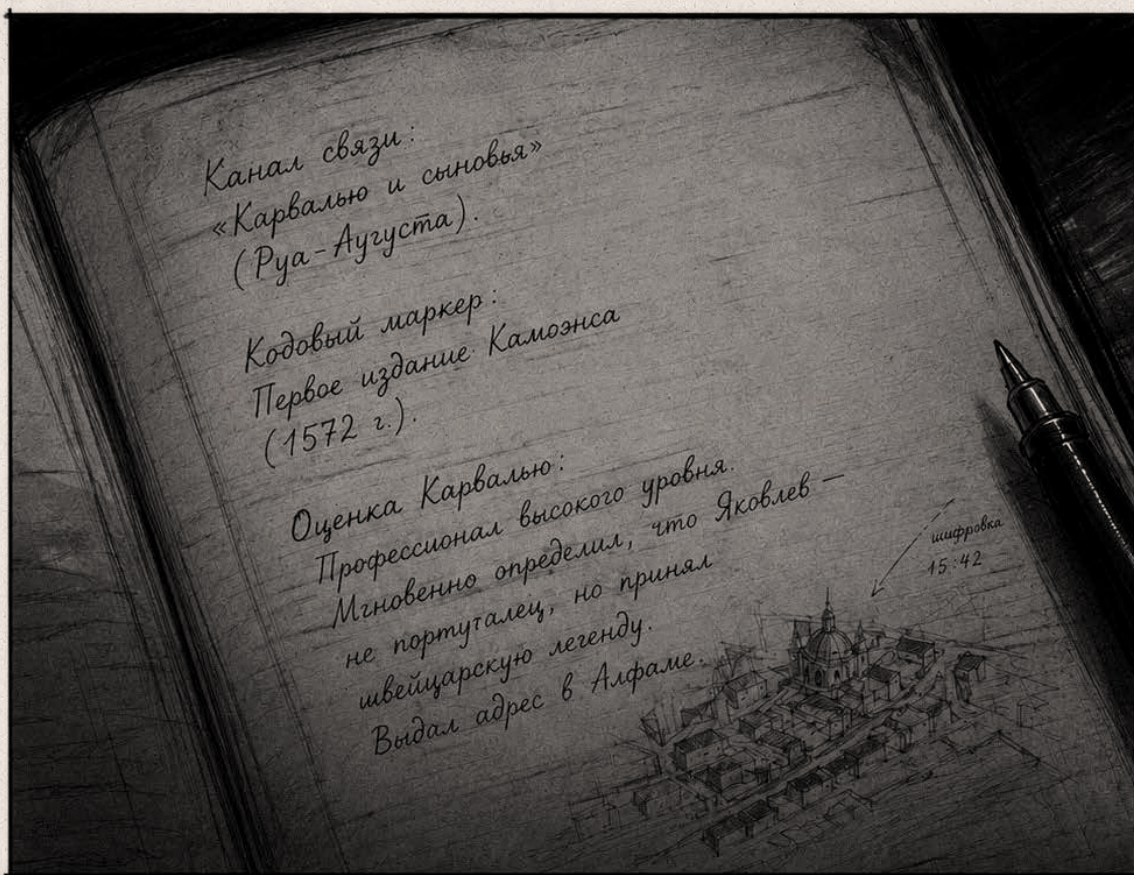 Канал связи:
«Карвалью и сыновья»
(Руа-Аугуста).
Кодовый маркер:
Первое издание Камоэнса
(1572 г.).
Оценка Карвалью:
Профессионал высокого уровня.
Мгновенно определил, что Яковлев —
не португалец, но принял
швейцарскую легенду.
Выдал адрес в Алфаме.
шифровка
15:42